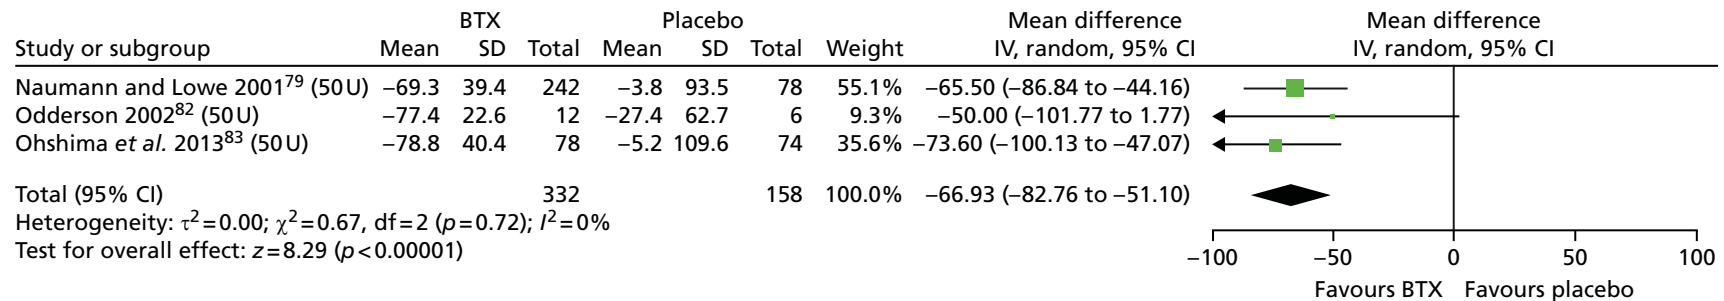 BTX Placebo Mean difference Mean difference
Study or subgroup Mean SD Total Mean SD Total Weight IV, random, 95% CI IV, random, 95% CI
Naumann and Lowe 2001⁷⁹ (50U) −69.3 39.4 242 −3.8 93.5 78 55.1% −65.50 (−86.84 to −44.16)
Odderson 2002⁸² (50U) −77.4 22.6 12 −27.4 62.7 6 9.3% −50.00 (−101.77 to 1.77)
Ohshima et al. 2013⁸³ (50U) −78.8 40.4 78 −5.2 109.6 74 35.6% −73.60 (−100.13 to −47.07)
Total (95% CI) 332 158 100.0% −66.93 (−82.76 to −51.10)
Heterogeneity: τ²=0.00; χ²=0.67, df=2 (p=0.72); I²=0%
Test for overall effect: z=8.29 (p<0.00001)
−100 −50 0 50 100
Favours BTX Favours placebo